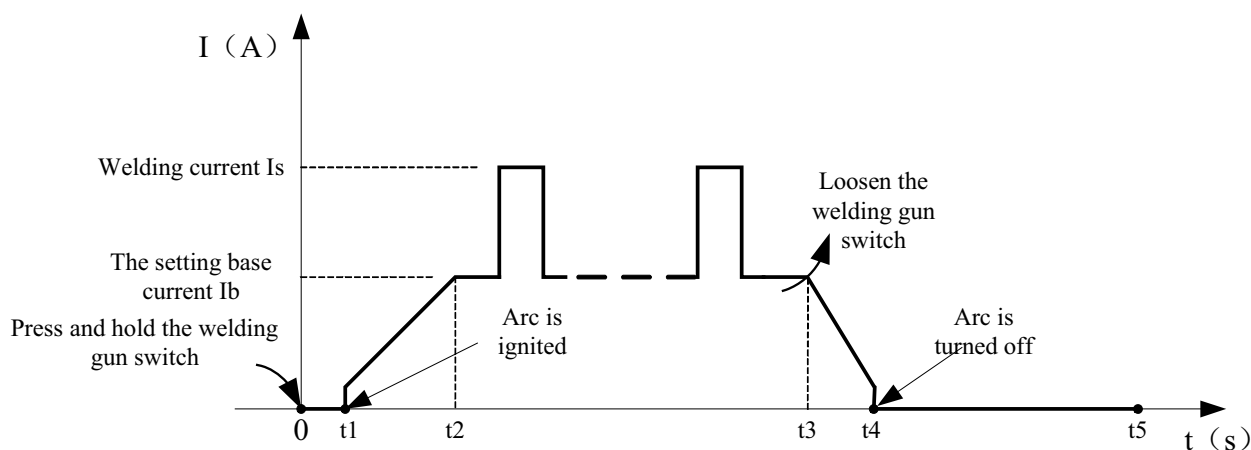 I（A）
Welding current Is
Loosen the
welding gun
switch
The setting base
current Ib
Press and hold the welding
gun switch
Arc is
ignited
Arc is
turned off
0
t1
t2
t3
t4
t5
t（s）